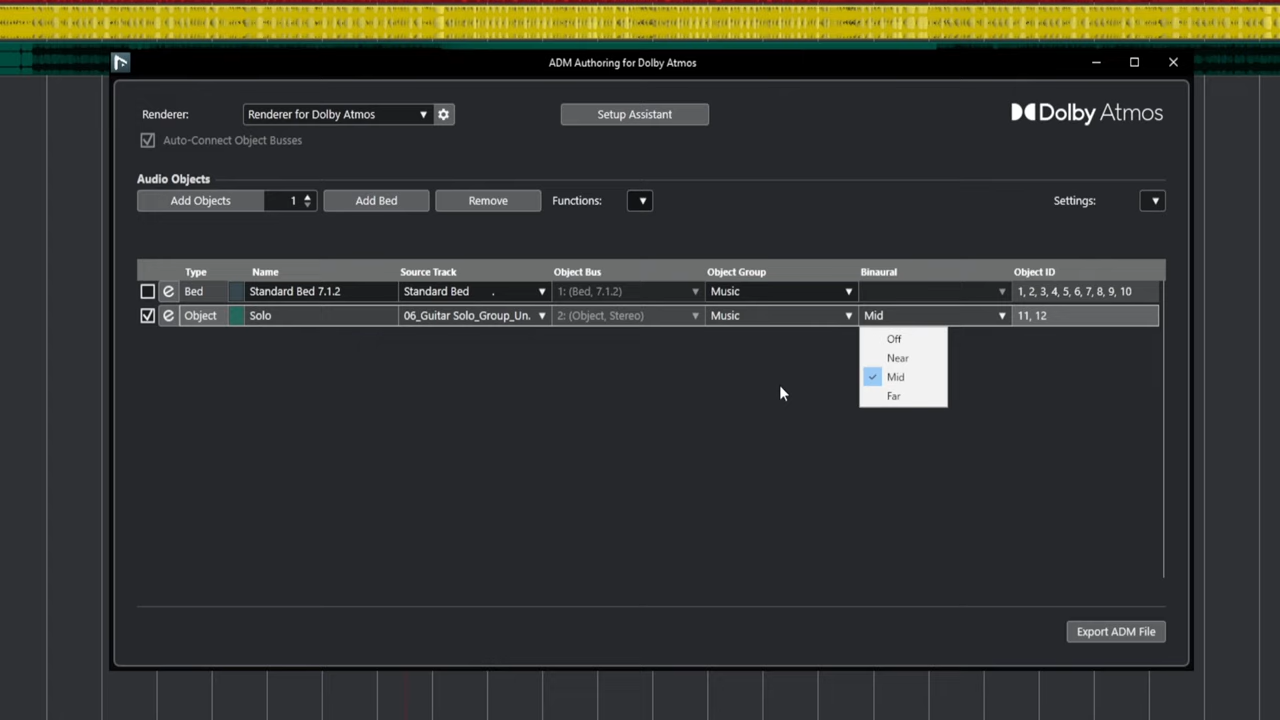 ADM Authoring for Dolby Atmos
Renderer: Renderer for Dolby Atmos Setup Assistant Dolby Atmos
Auto-Connect Object Busses
Audio Objects
Add Objects 1 Add Bed Remove Functions: Settings:
Type Name Source Track Object Bus Object Group Binaural Object ID
Bed Standard Bed 7.1.2 Standard Bed 1: (Bed, 7.1.2) Music 1, 2, 3, 4, 5, 6, 7, 8, 9, 10
Object Solo 06_Guitar Solo_Group_Un. 2: (Object, Stereo) Music Mid 11, 12
Off
Near
Mid
Far
Export ADM File